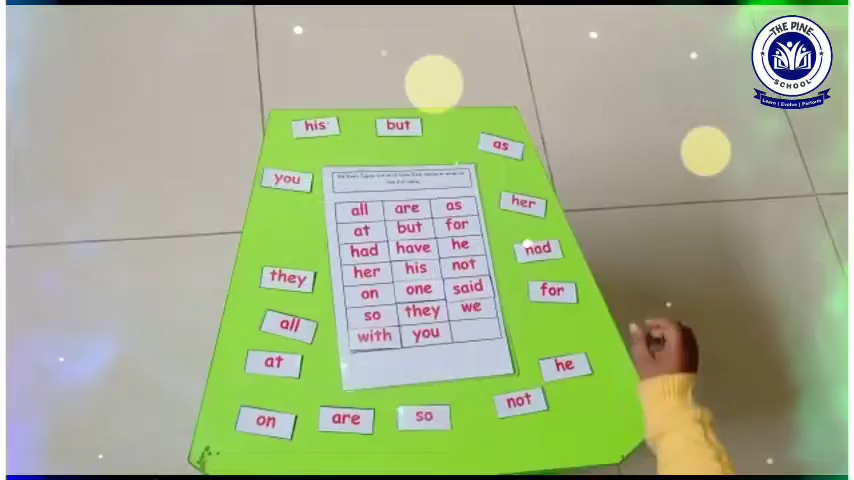 THE PINE
SCHOOL
Learn | Evolve | Perform
his but
as
you
her
had
they
for
all
at
he
on are so not
all are as
at but for
had have he
her his not
on one said
so they we
with you